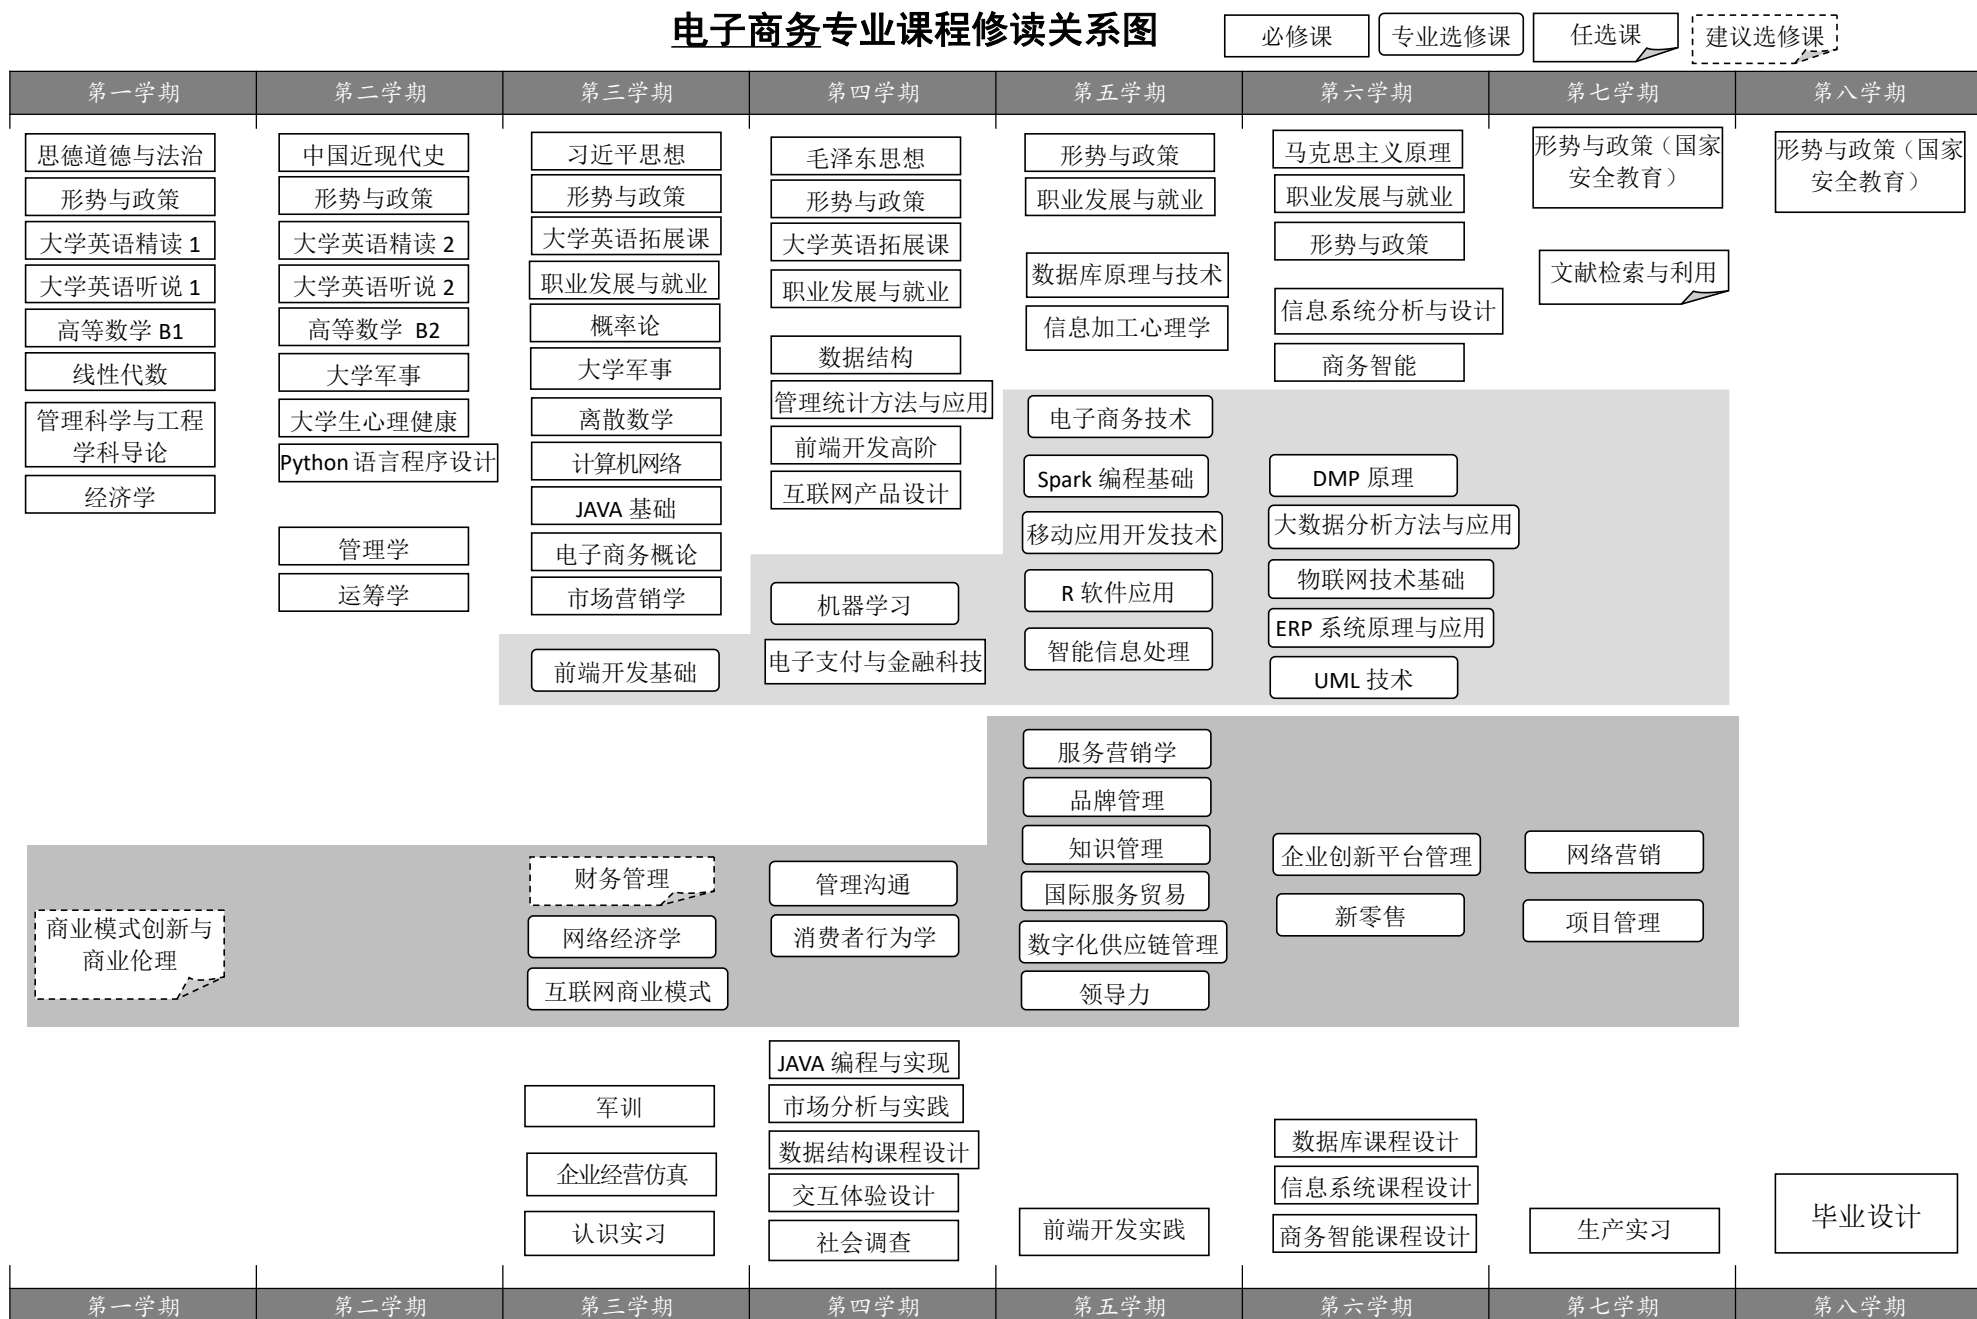 电子商务专业课程修读关系图
必修课
专业选修课
任选课
建议选修课
第一学期
第二学期
第三学期
第四学期
第五学期
第六学期
第七学期
第八学期
思德道德与法治
形势与政策
大学英语精读 1
大学英语听说 1
高等数学 B1
线性代数
管理科学与工程
学科导论
经济学
中国近现代史
形势与政策
大学英语精读 2
大学英语听说 2
高等数学 B2
大学军事
大学生心理健康
Python 语言程序设计
管理学
运筹学
习近平思想
形势与政策
大学英语拓展课
职业发展与就业
概率论
大学军事
离散数学
计算机网络
JAVA 基础
电子商务概论
市场营销学
前端开发基础
毛泽东思想
形势与政策
大学英语拓展课
职业发展与就业
数据结构
管理统计方法与应用
前端开发高阶
互联网产品设计
机器学习
电子支付与金融科技
形势与政策
职业发展与就业
数据库原理与技术
信息加工心理学
电子商务技术
Spark 编程基础
移动应用开发技术
R 软件应用
智能信息处理
马克思主义原理
职业发展与就业
形势与政策
信息系统分析与设计
商务智能
DMP 原理
大数据分析方法与应用
物联网技术基础
ERP 系统原理与应用
UML 技术
形势与政策（国家
安全教育）
文献检索与利用
形势与政策（国家
安全教育）
商业模式创新与
商业伦理
财务管理
网络经济学
互联网商业模式
管理沟通
消费者行为学
服务营销学
品牌管理
知识管理
国际服务贸易
数字化供应链管理
领导力
企业创新平台管理
新零售
网络营销
项目管理
军训
企业经营仿真
认识实习
JAVA 编程与实现
市场分析与实践
数据结构课程设计
交互体验设计
社会调查
前端开发实践
数据库课程设计
信息系统课程设计
商务智能课程设计
生产实习
毕业设计
第一学期
第二学期
第三学期
第四学期
第五学期
第六学期
第七学期
第八学期